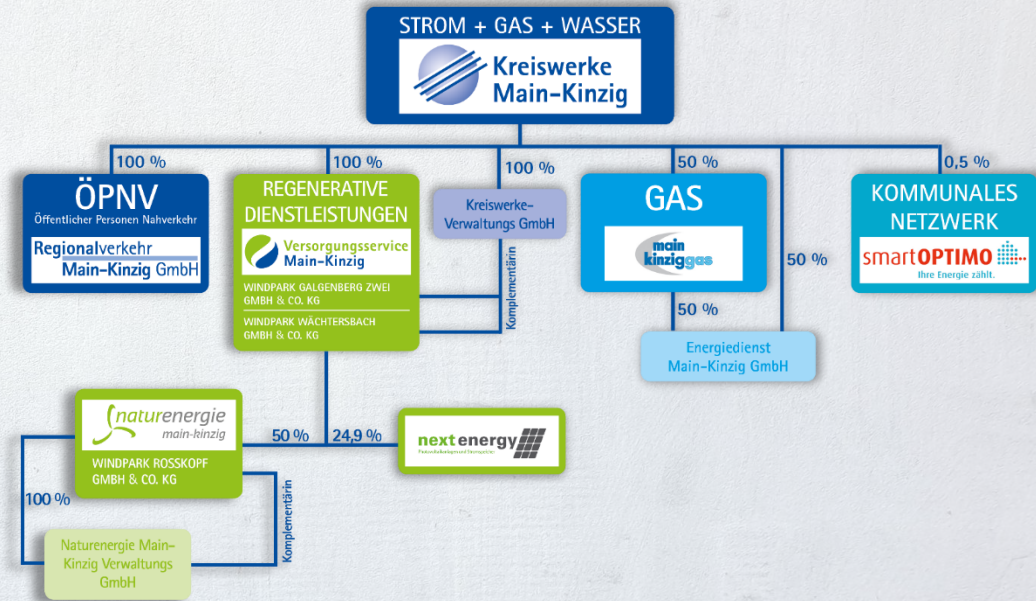 STROM + GAS + WASSER
Kreiswerke
Main-Kinzig
100 %
100 %
100 %
50 %
0,5 %
ÖPNV
Öffentlicher Personen Nahverkehr
Regionalverkehr
Main-Kinzig GmbH
REGENERATIVE
DIENSTLEISTUNGEN
Versorgungsservice
Main-Kinzig
WINDPARK GALGENBERG ZWEI
GMBH & CO. KG
WINDPARK WÄCHTERSBACH
GMBH & CO. KG
Kreiswerke-
Verwaltungs GmbH
Komplementärin
GAS
main
kinziggas
50 %
50 %
KOMMUNALES
NETZWERK
smartOPTIMO
Ihre Energie zählt.
Energiedienst
Main-Kinzig GmbH
naturenergie
main-kinzig
WINDPARK ROSSKOPF
GMBH & CO. KG
50 %
24,9 %
next energy
100 %
Komplementärin
Naturenergie Main-
Kinzig Verwaltungs
GmbH